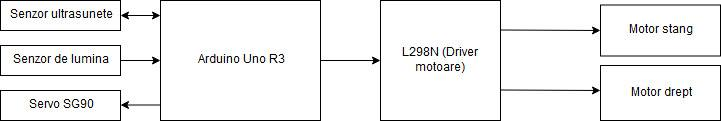 Senzor ultrasunete
Senzor de lumina
Servo SG90
Arduino Uno R3
L298N (Driver
motoare)
Motor stang
Motor drept